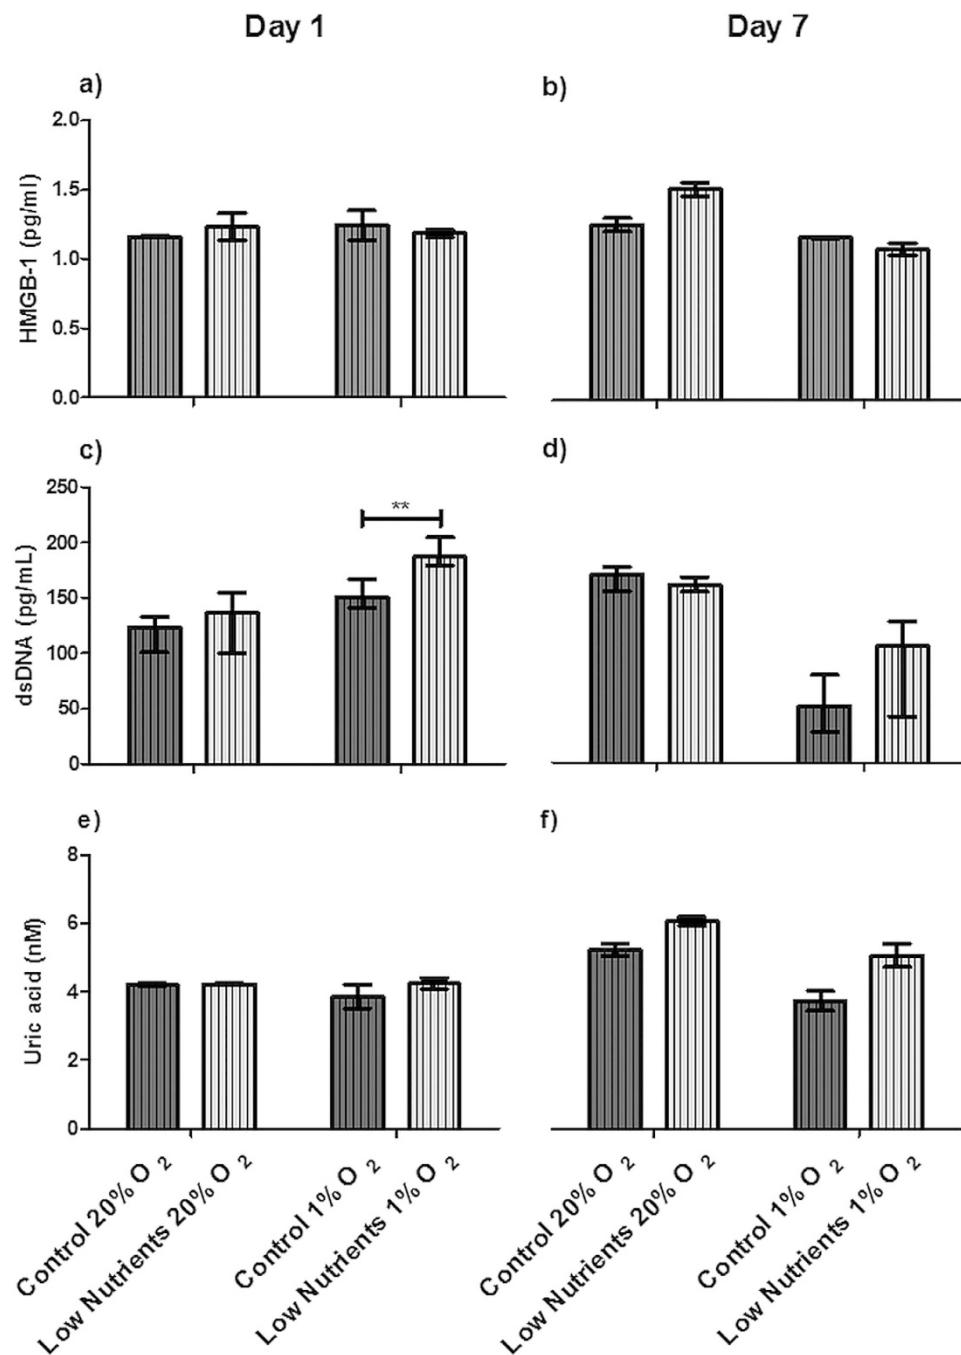 Day 1
Day 7
a)
b)
HMGB-1 (pg/ml)
2.0
1.5
1.0
0.5
0.0
c)
d)
dsDNA (pg/mL)
250
200
150
100
50
0
**
e)
f)
Uric acid (nM)
8
6
4
2
0
Control 20% O 2
Low Nutrients 20% O 2
Control 1% O 2
Low Nutrients 1% O 2
Control 20% O 2
Low Nutrients 20% O 2
Control 1% O 2
Low Nutrients 1% O 2